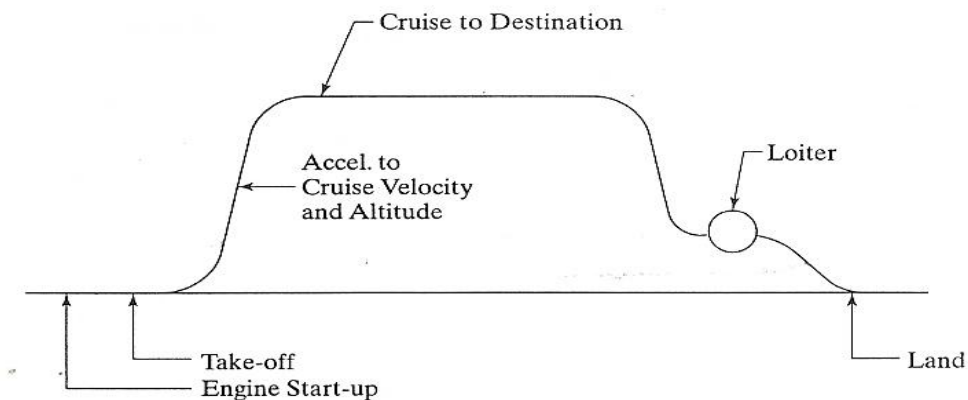 Cruise to Destination
Loiter
Accel. to
Cruise Velocity
and Altitude
Take-off
Engine Start-up
Land